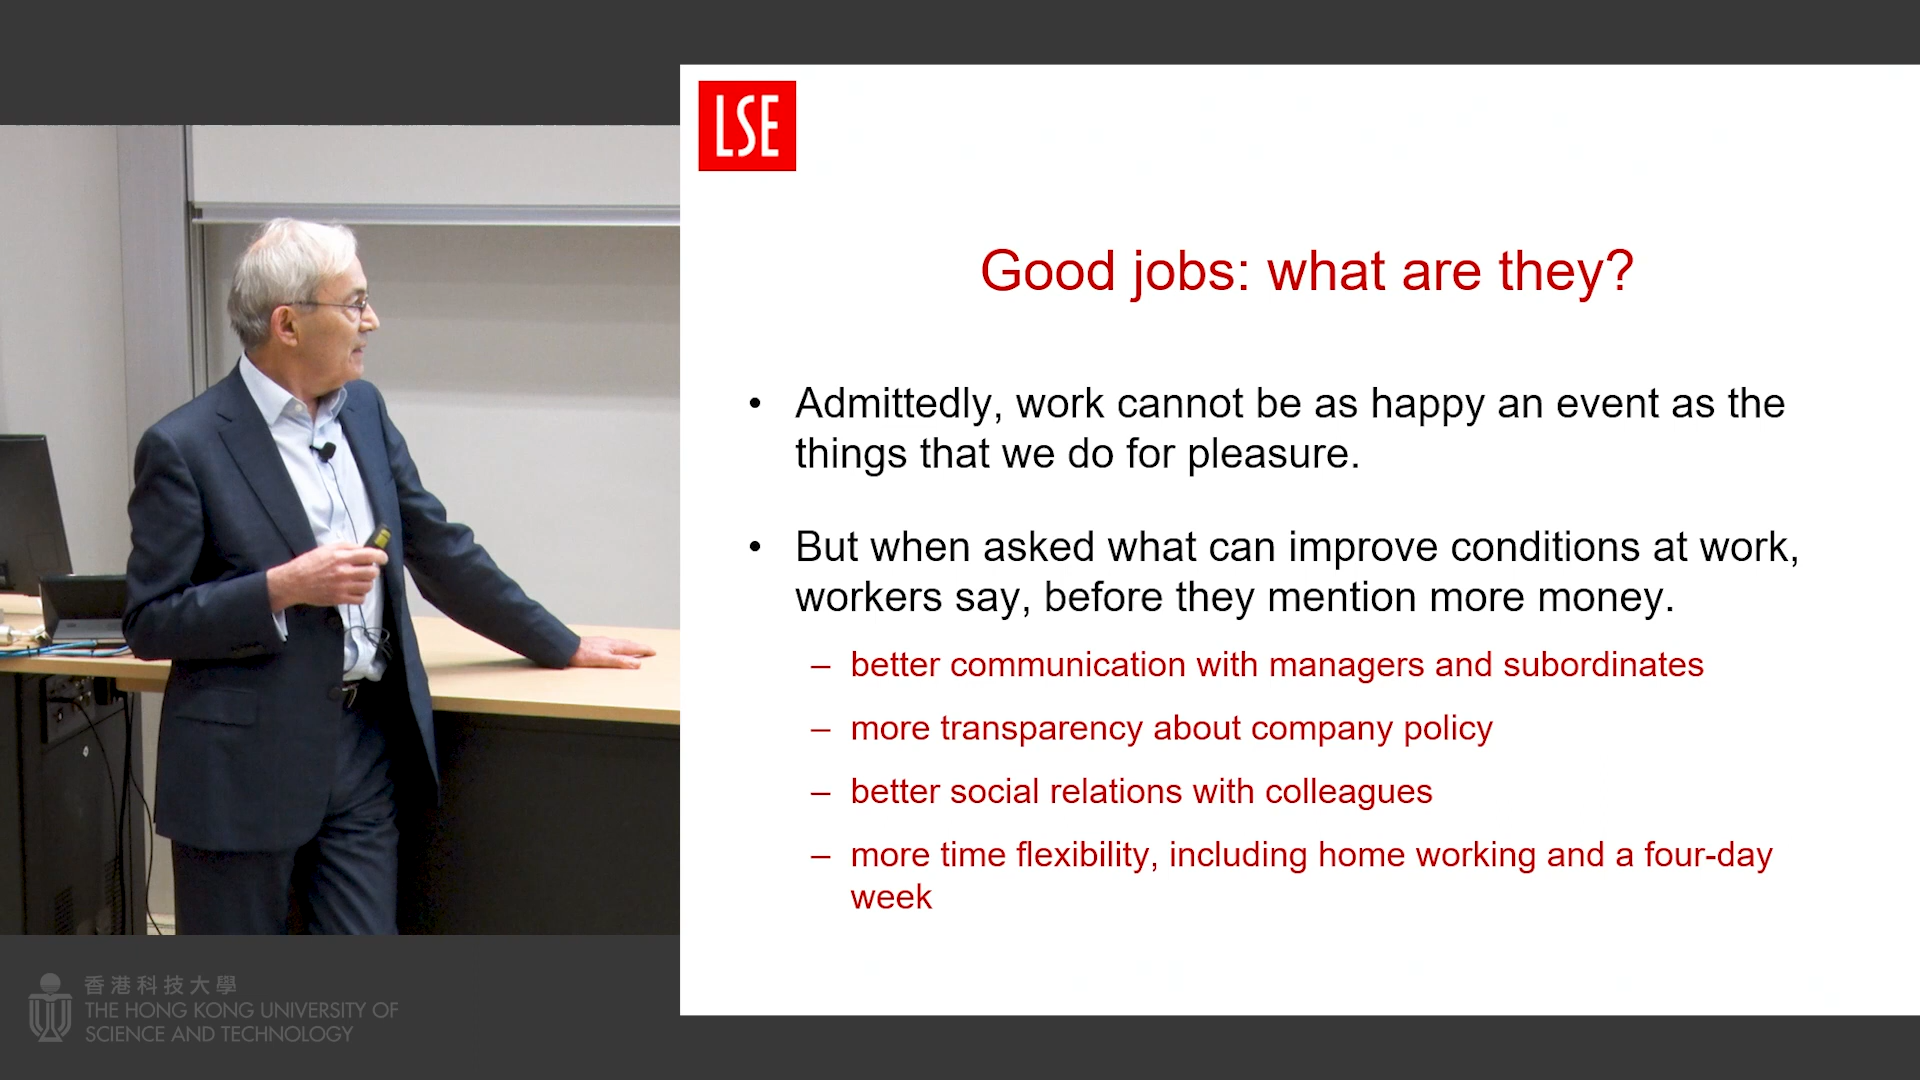 LSE
Good jobs: what are they?
• Admittedly, work cannot be as happy an event as the
things that we do for pleasure.
• But when asked what can improve conditions at work,
workers say, before they mention more money.
– better communication with managers and subordinates
– more transparency about company policy
– better social relations with colleagues
– more time flexibility, including home working and a four-day
week
香港科技大學
THE HONG KONG UNIVERSITY OF
SCIENCE AND TECHNOLOGY